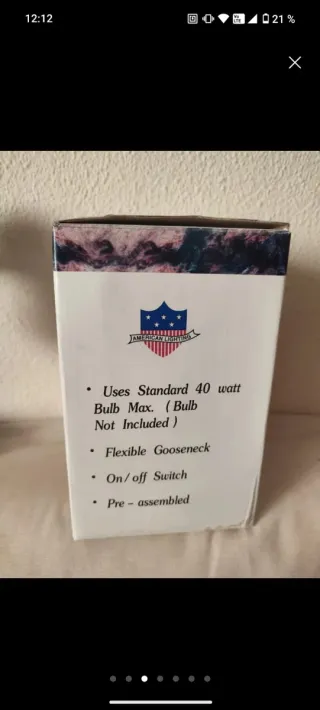 12:12
21 %
AMERICAN LIGHTING
• Uses Standard 40 watt
Bulb Max. ( Bulb
Not Included )
• Flexible Gooseneck
• On / off Switch
• Pre - assembled